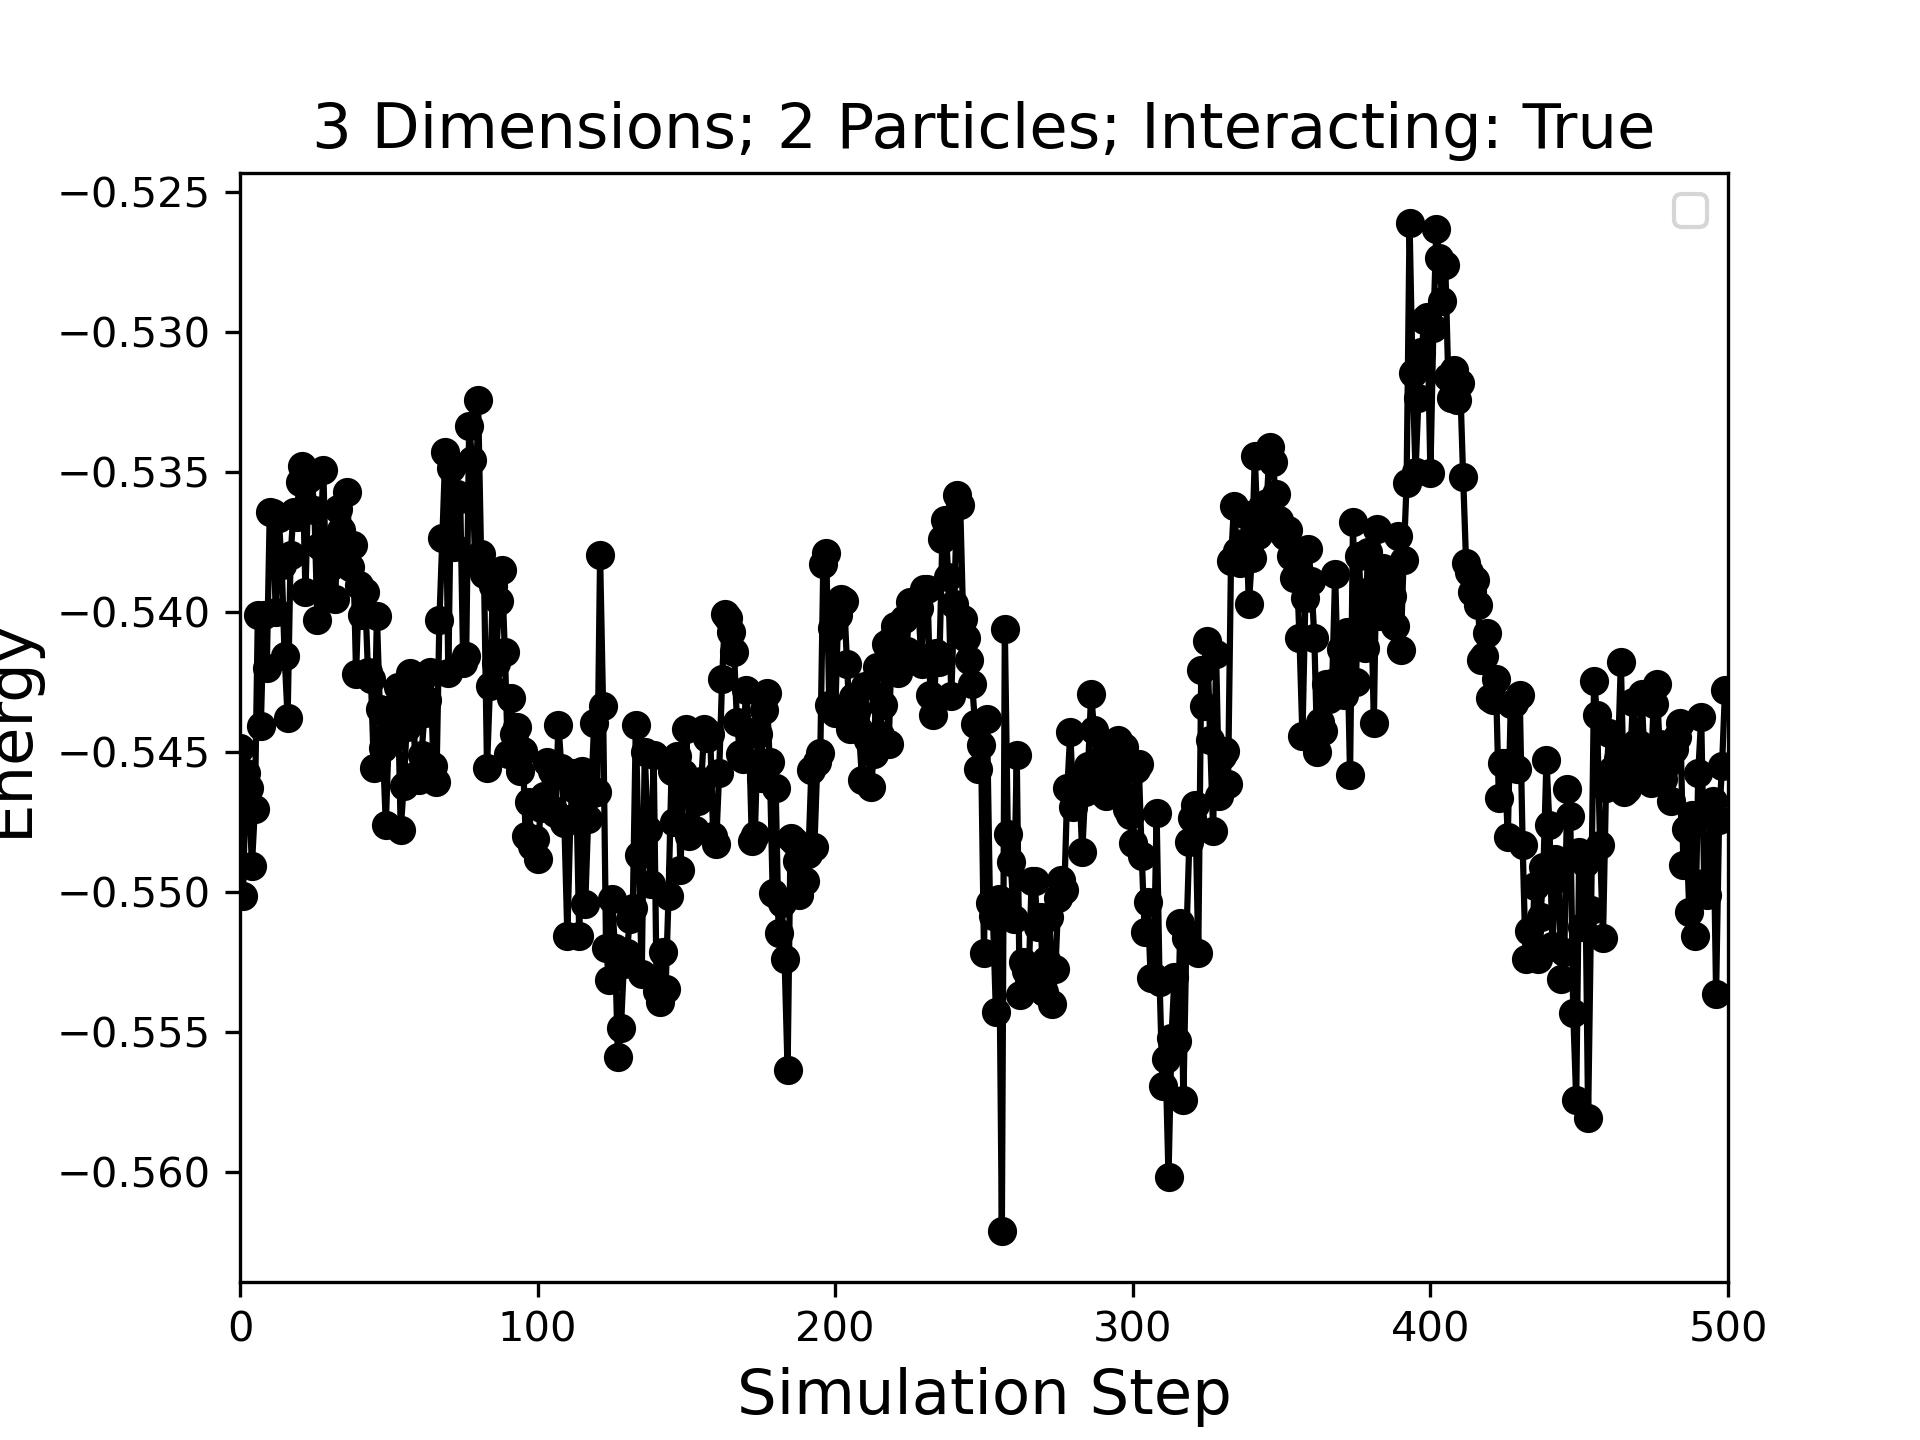 3 Dimensions; 2 Particles; Interacting: True
−0.525
−0.530
−0.535
−0.540
−0.545
−0.550
−0.555
−0.560
Energy
0 100 200 300 400 500
Simulation Step